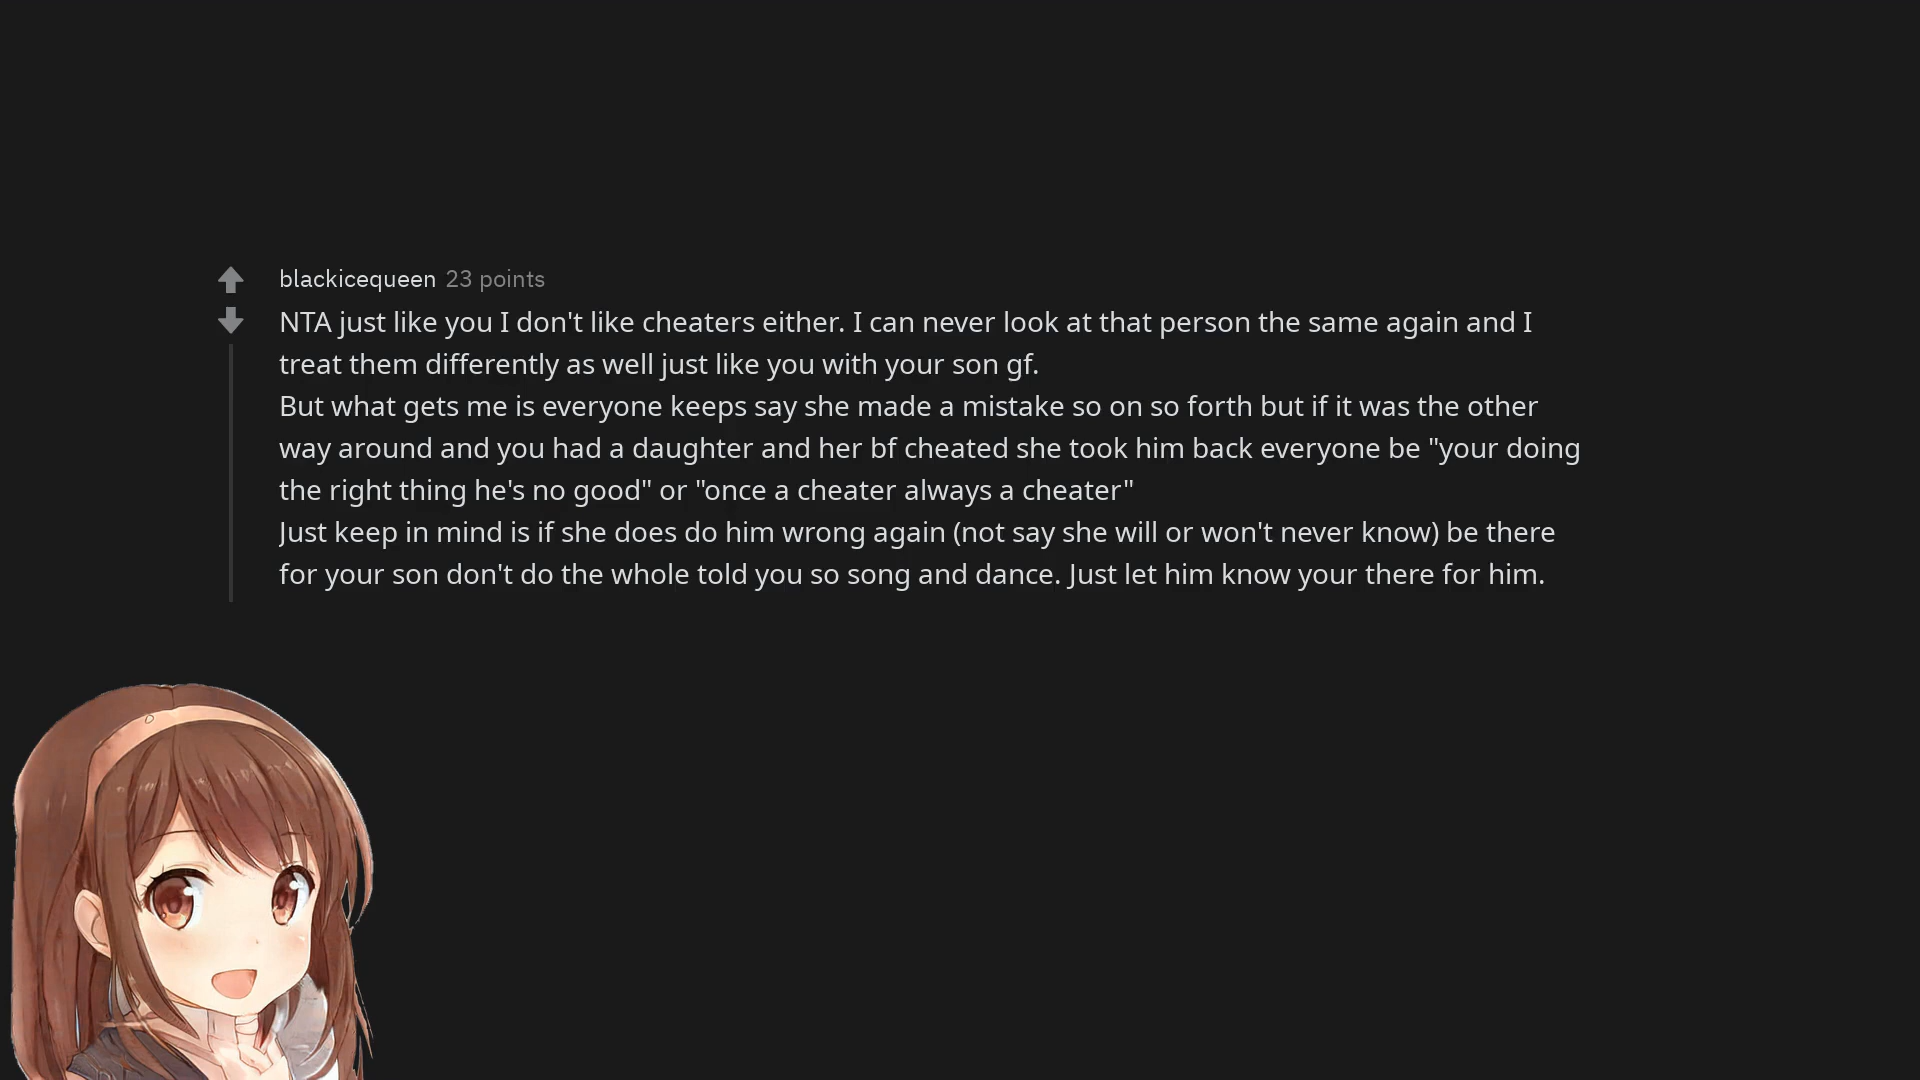 blackicequeen 23 points
NTA just like you I don't like cheaters either. I can never look at that person the same again and I
treat them differently as well just like you with your son gf.
But what gets me is everyone keeps say she made a mistake so on so forth but if it was the other
way around and you had a daughter and her bf cheated she took him back everyone be "your doing
the right thing he's no good" or "once a cheater always a cheater"
Just keep in mind is if she does do him wrong again (not say she will or won't never know) be there
for your son don't do the whole told you so song and dance. Just let him know your there for him.